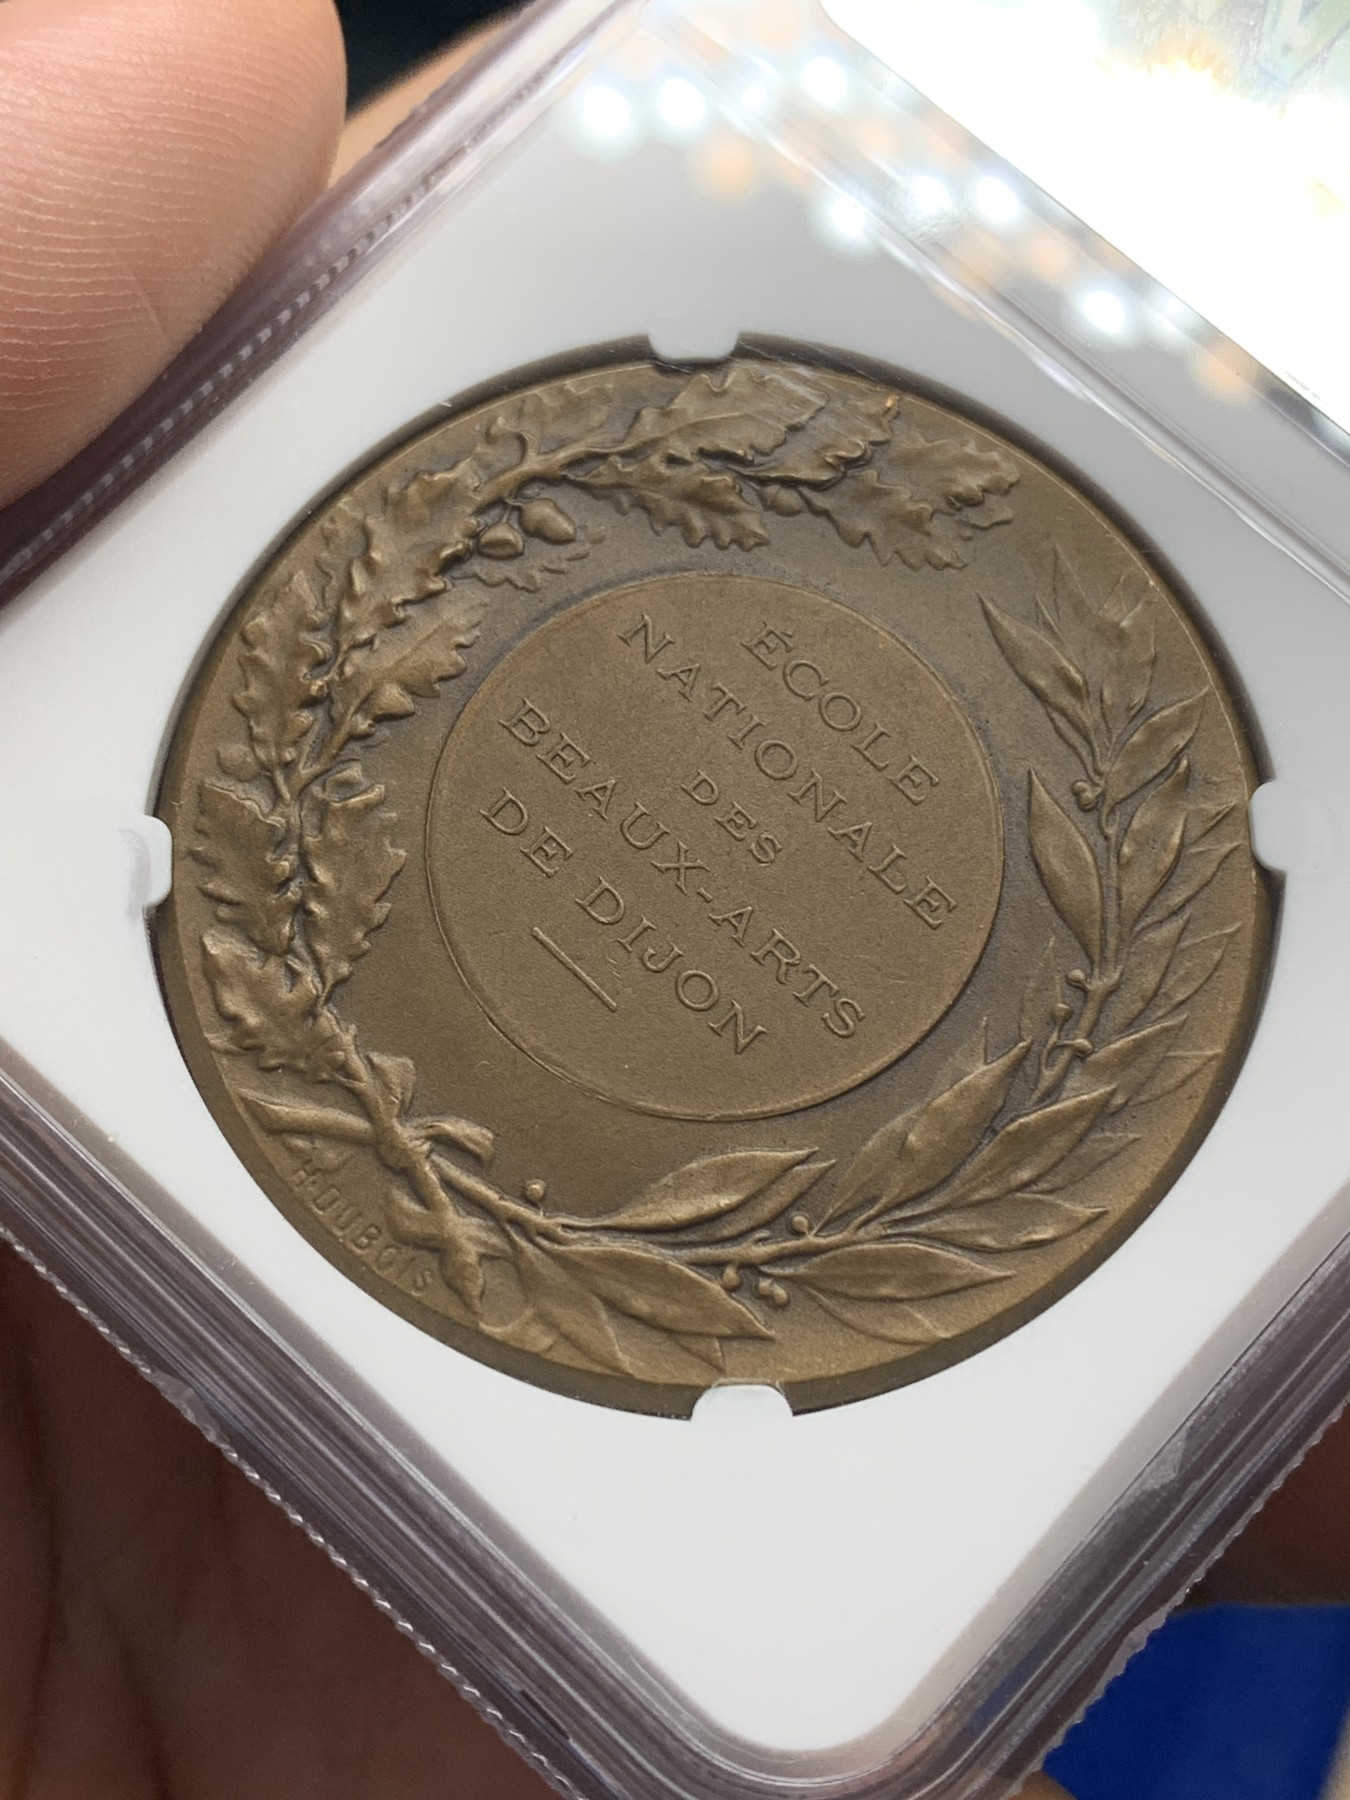 ÉCOLE
NATIONALE
DES
BEAUX-ARTS
DE DIJON
H·DUBOIS